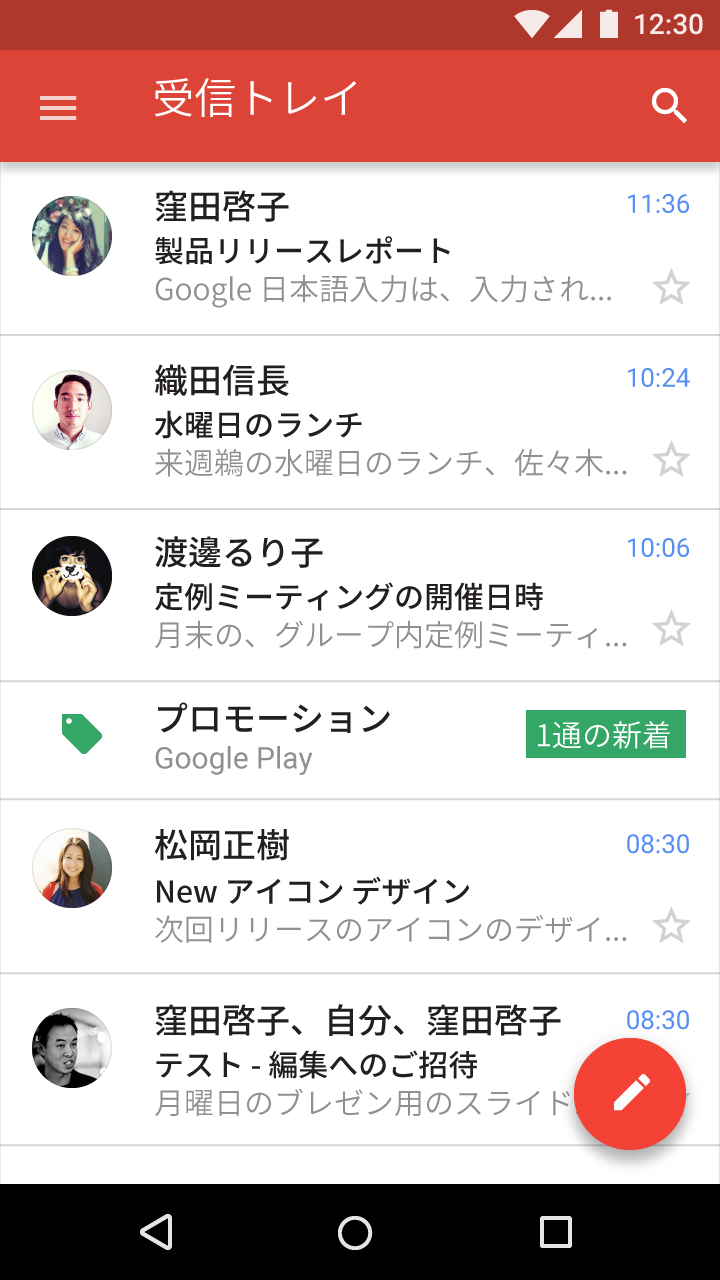 12:30
受信トレイ
窪田啓子
11:36
製品リリースレポート
Google 日本語入力は、入力され...
織田信長
10:24
水曜日のランチ
来週鵜の水曜日のランチ、佐々木...
渡邊るり子
10:06
定例ミーティングの開催日時
月末の、グループ内定例ミーティ...
プロモーション
1通の新着
Google Play
松岡正樹
08:30
New アイコン デザイン
次回リリースのアイコンのデザイ...
窪田啓子、自分、窪田啓子
08:30
テスト - 編集へのご招待
月曜日のブレゼン用のスライド